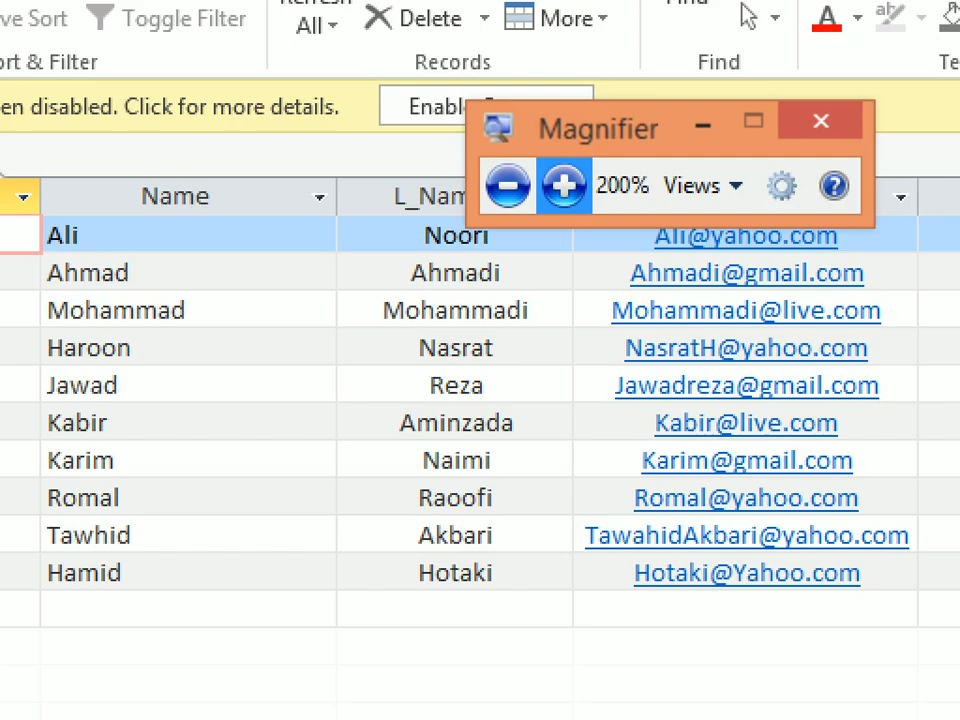 ve Sort Toggle Filter All Delete More
ort & Filter Records Find Te
en disabled. Click for more details. Enabl
Magnifier
200% Views
Name L_Nam
Ali Noori Ali@yahoo.com
Ahmad Ahmadi Ahmadi@gmail.com
Mohammad Mohammadi Mohammadi@live.com
Haroon Nasrat NasratH@yahoo.com
Jawad Reza Jawadreza@gmail.com
Kabir Aminzada Kabir@live.com
Karim Naimi Karim@gmail.com
Romal Raoofi Romal@yahoo.com
Tawhid Akbari TawahidAkbari@yahoo.com
Hamid Hotaki Hotaki@Yahoo.com